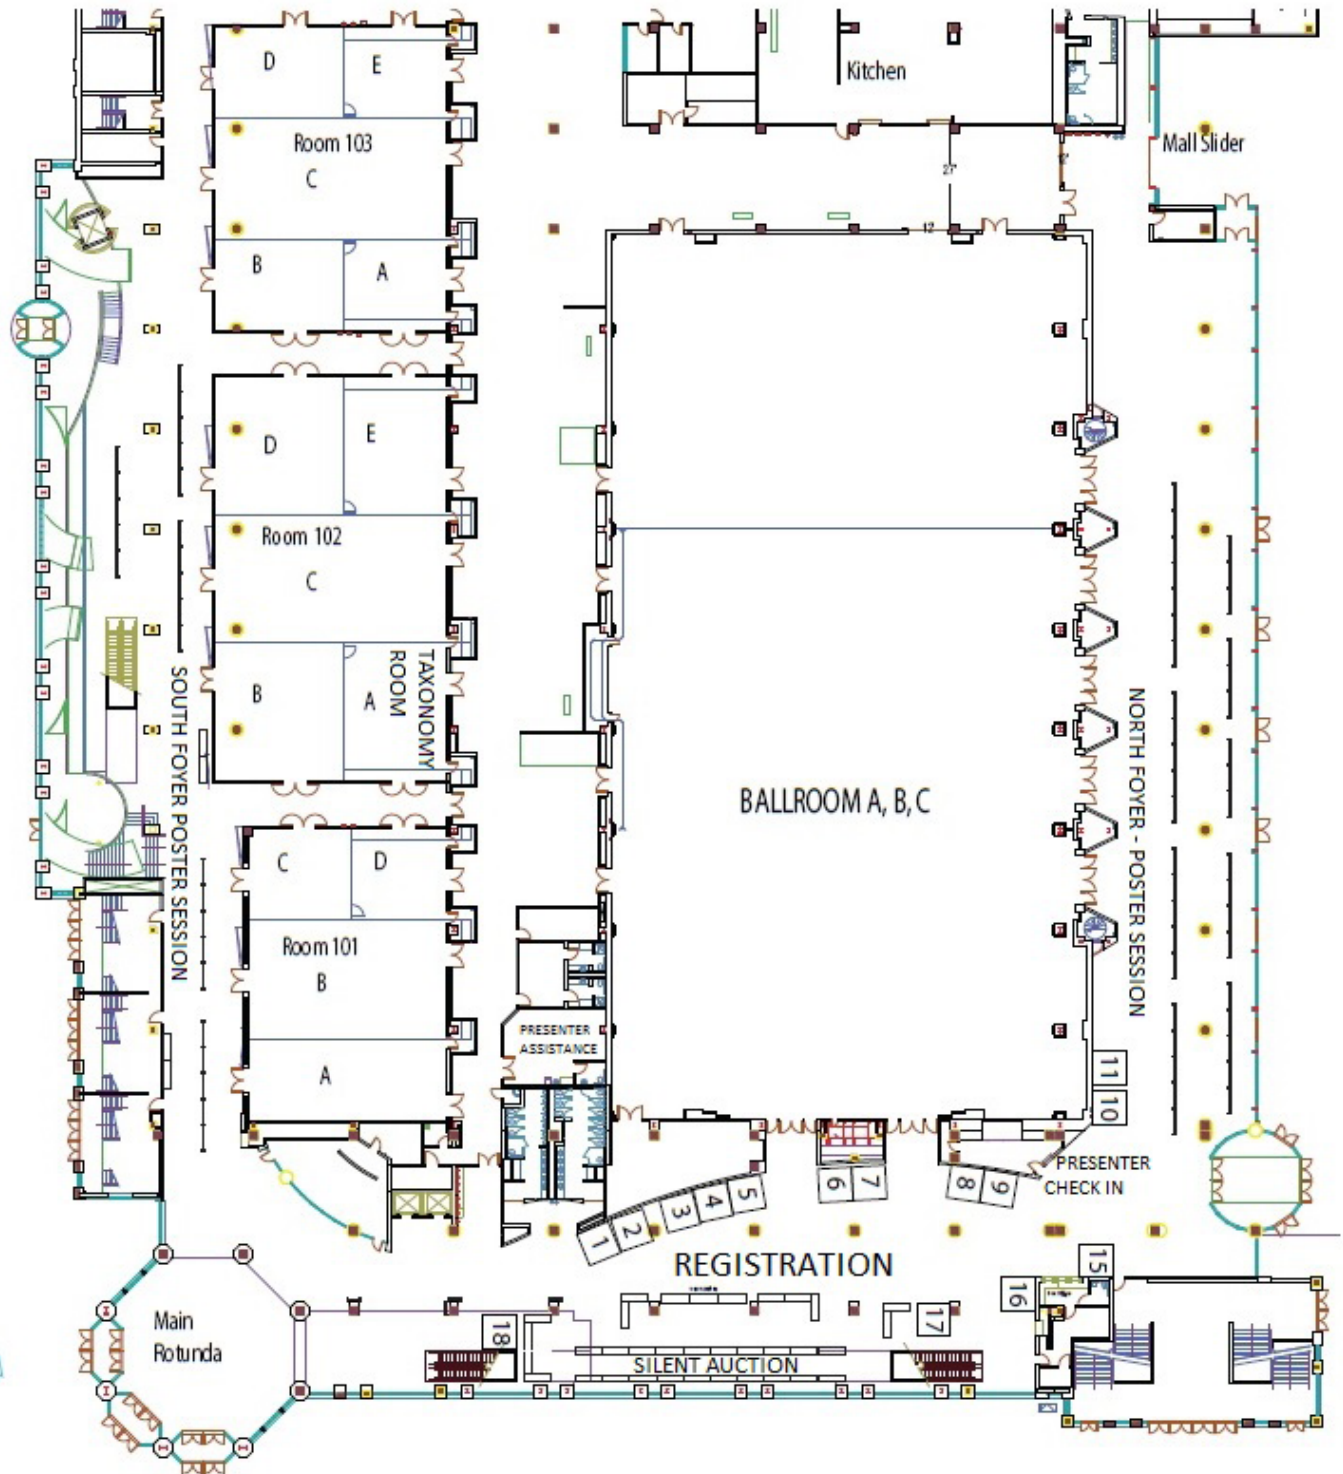 D
E
Kitchen
Room 103
C
Mall Slider
27'
B
A
12'
D
E
Room 102
C
TAXONOMY
ROOM
B
A
SOUTH FOYER POSTER SESSION
NORTH FOYER - POSTER SESSION
BALLROOM A, B, C
C
D
Room 101
B
PRESENTER
ASSISTANCE
A
11
10
PRESENTER
CHECK IN
1
2
3
4
5
6
7
8
9
REGISTRATION
15
16
17
18
Main
Rotunda
SILENT AUCTION